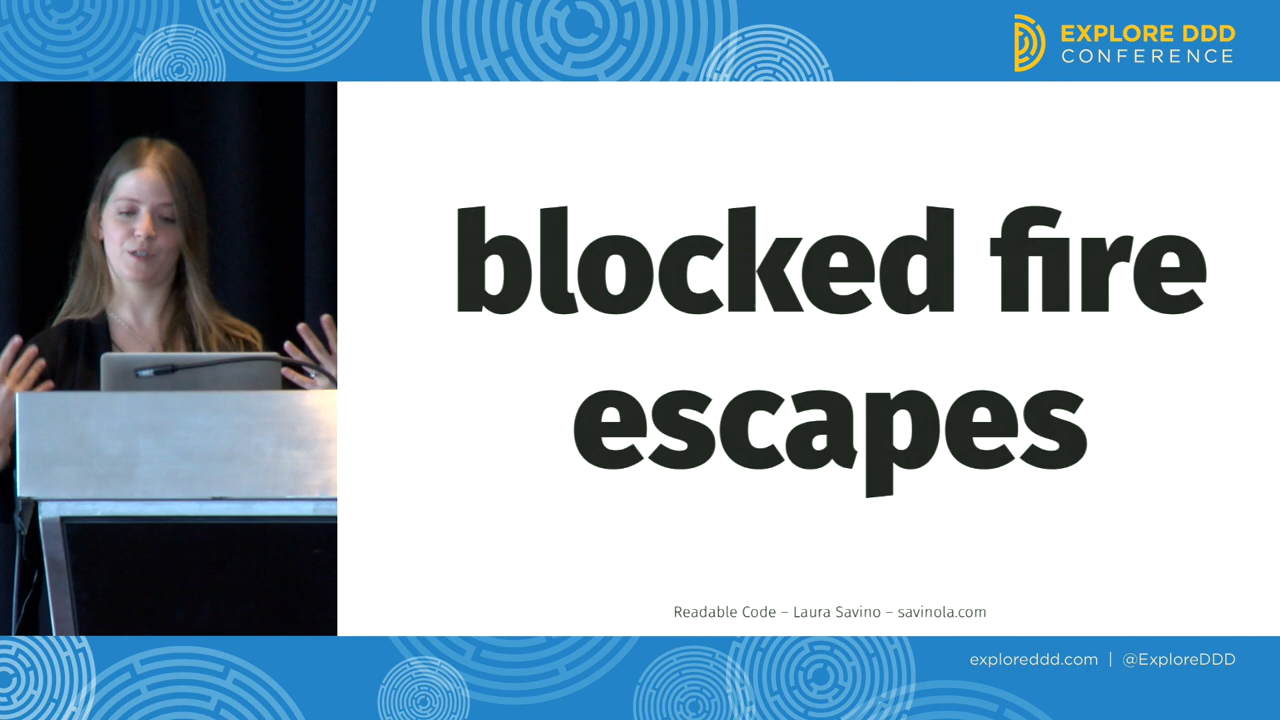 EXPLORE DDD
CONFERENCE
blocked fire
escapes
Readable Code – Laura Savino – savinola.com
exploreddd.com | @ExploreDDD